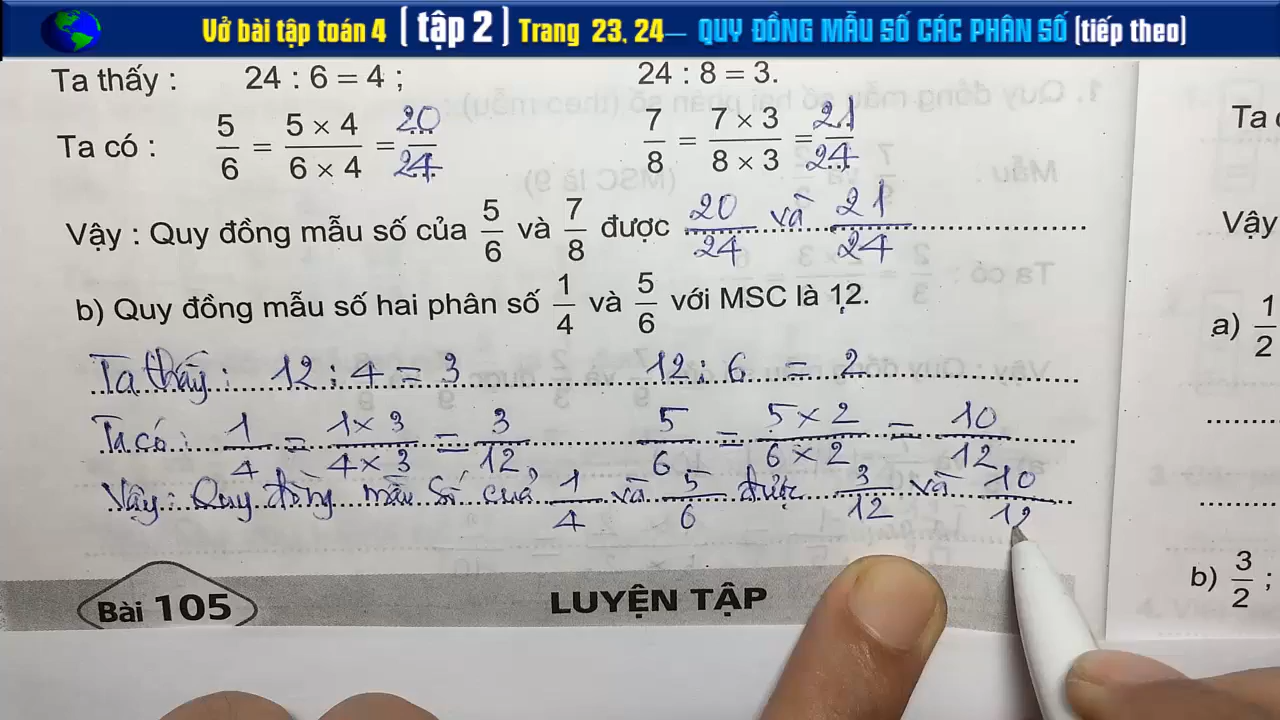 Vở bài tập toán 4 ( tập 2 ) Trang 23, 24– QUY ĐỒNG MẪU SỐ CÁC PHÂN SỐ (tiếp theo)
Ta thấy : 24 : 6 = 4 ; 24 : 8 = 3.
Ta có : 5/6 = (5 × 4)/(6 × 4) = 20/24 7/8 = (7 × 3)/(8 × 3) = 21/24
Vậy : Quy đồng mẫu số của 5/6 và 7/8 được 20/24 và 21/24
b) Quy đồng mẫu số hai phân số 1/4 và 5/6 với MSC là 12.
Ta thấy : 12 : 4 = 3 12 : 6 = 2
Ta có : 1/4 = (1 × 3)/(4 × 3) = 3/12, 5/6 = (5 × 2)/(6 × 2) = 10/12
Vậy : Quy đồng mẫu số của 1/4 và 5/6 được 3/12 và 10/12
Bài 105 LUYỆN TẬP
Ta
Vậy
a) 1/2
b) 3/2 ;